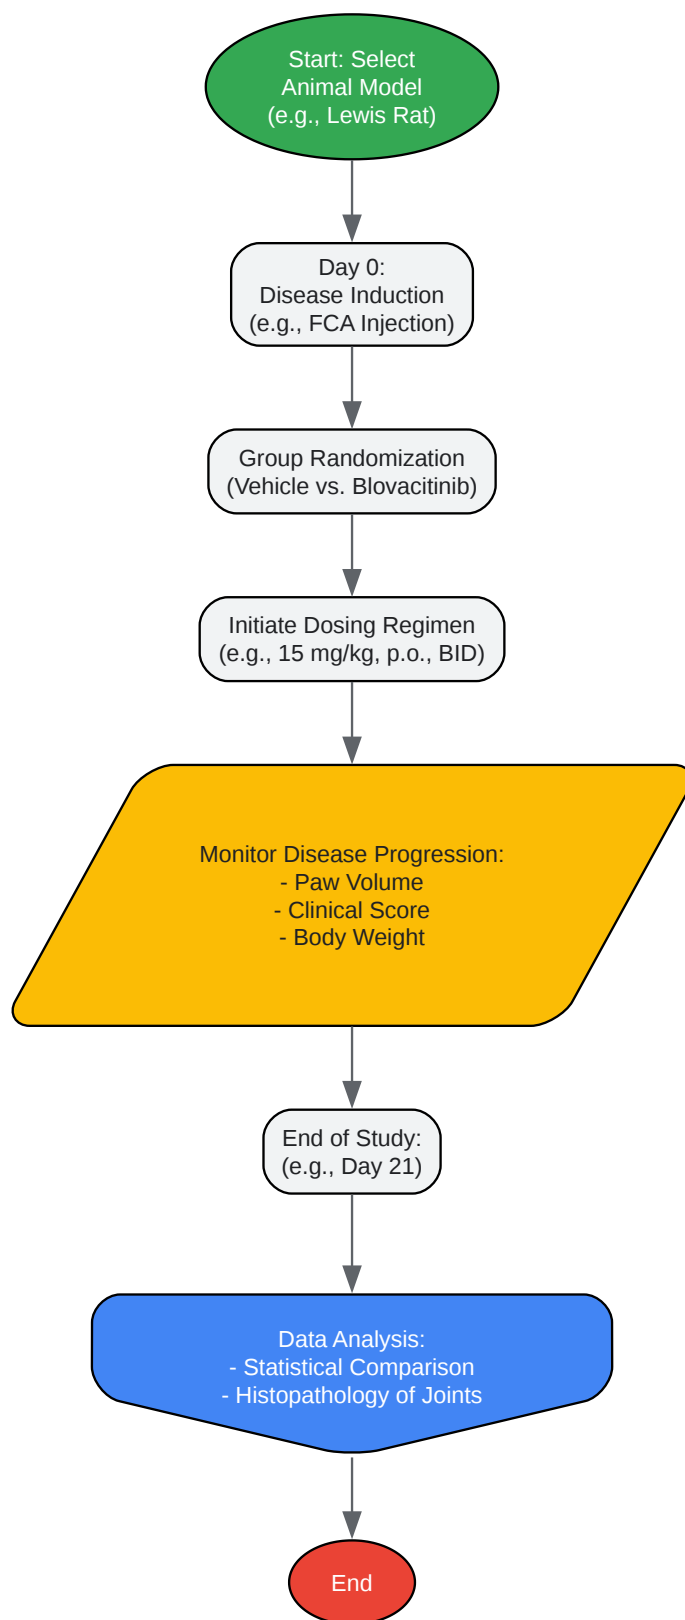 Start: Select
Animal Model
(e.g., Lewis Rat)
Day 0:
Disease Induction
(e.g., FCA Injection)
Group Randomization
(Vehicle vs. Blovacitinib)
Initiate Dosing Regimen
(e.g., 15 mg/kg, p.o., BID)
Monitor Disease Progression:
- Paw Volume
- Clinical Score
- Body Weight
End of Study:
(e.g., Day 21)
Data Analysis:
- Statistical Comparison
- Histopathology of Joints
End